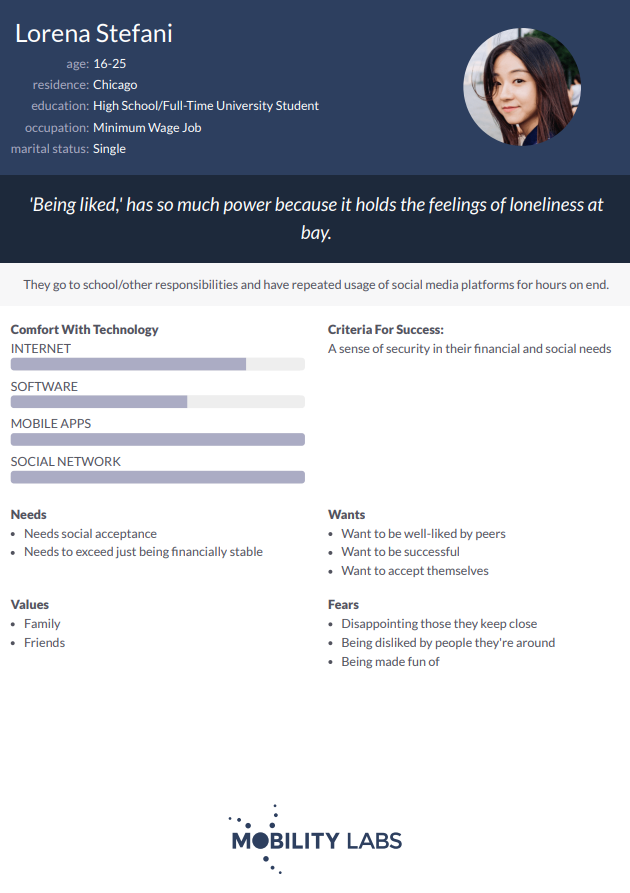 Lorena Stefani
age: 16-25
residence: Chicago
education: High School/Full-Time University Student
occupation: Minimum Wage Job
marital status: Single
'Being liked,' has so much power because it holds the feelings of loneliness at
bay.
They go to school/other responsibilities and have repeated usage of social media platforms for hours on end.
Comfort With Technology
INTERNET
SOFTWARE
MOBILE APPS
SOCIAL NETWORK
Criteria For Success:
A sense of security in their financial and social needs
Needs
• Needs social acceptance
• Needs to exceed just being financially stable
Wants
• Want to be well-liked by peers
• Want to be successful
• Want to accept themselves
Values
• Family
• Friends
Fears
• Disappointing those they keep close
• Being disliked by people they're around
• Being made fun of
MOBILITY LABS